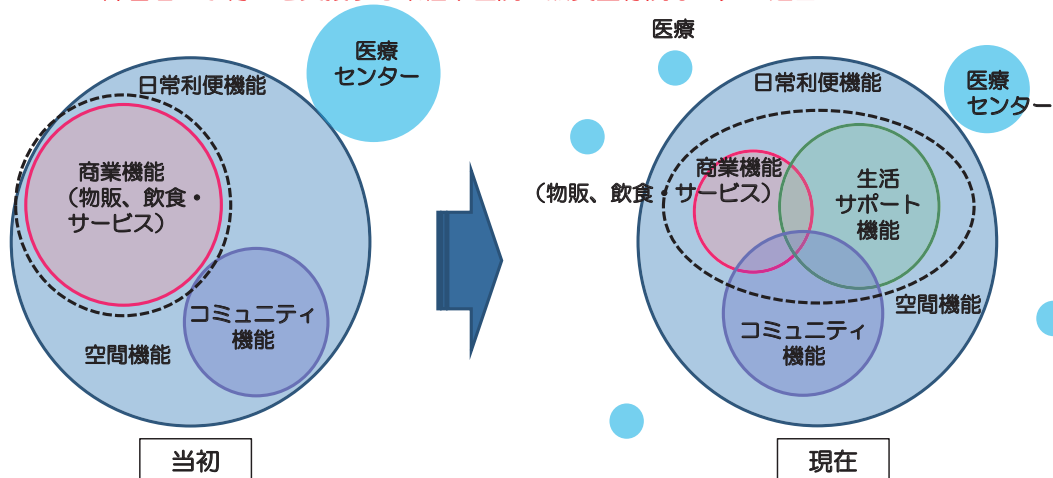 医療
センター
日常利便機能
商業機能
（物販、飲食・
サービス）
コミュニティ
機能
空間機能
当初
医療
日常利便機能
医療
センター
商業機能
（物販、飲食・サービス）
生活
サポート
機能
空間機能
コミュニティ
機能
現在